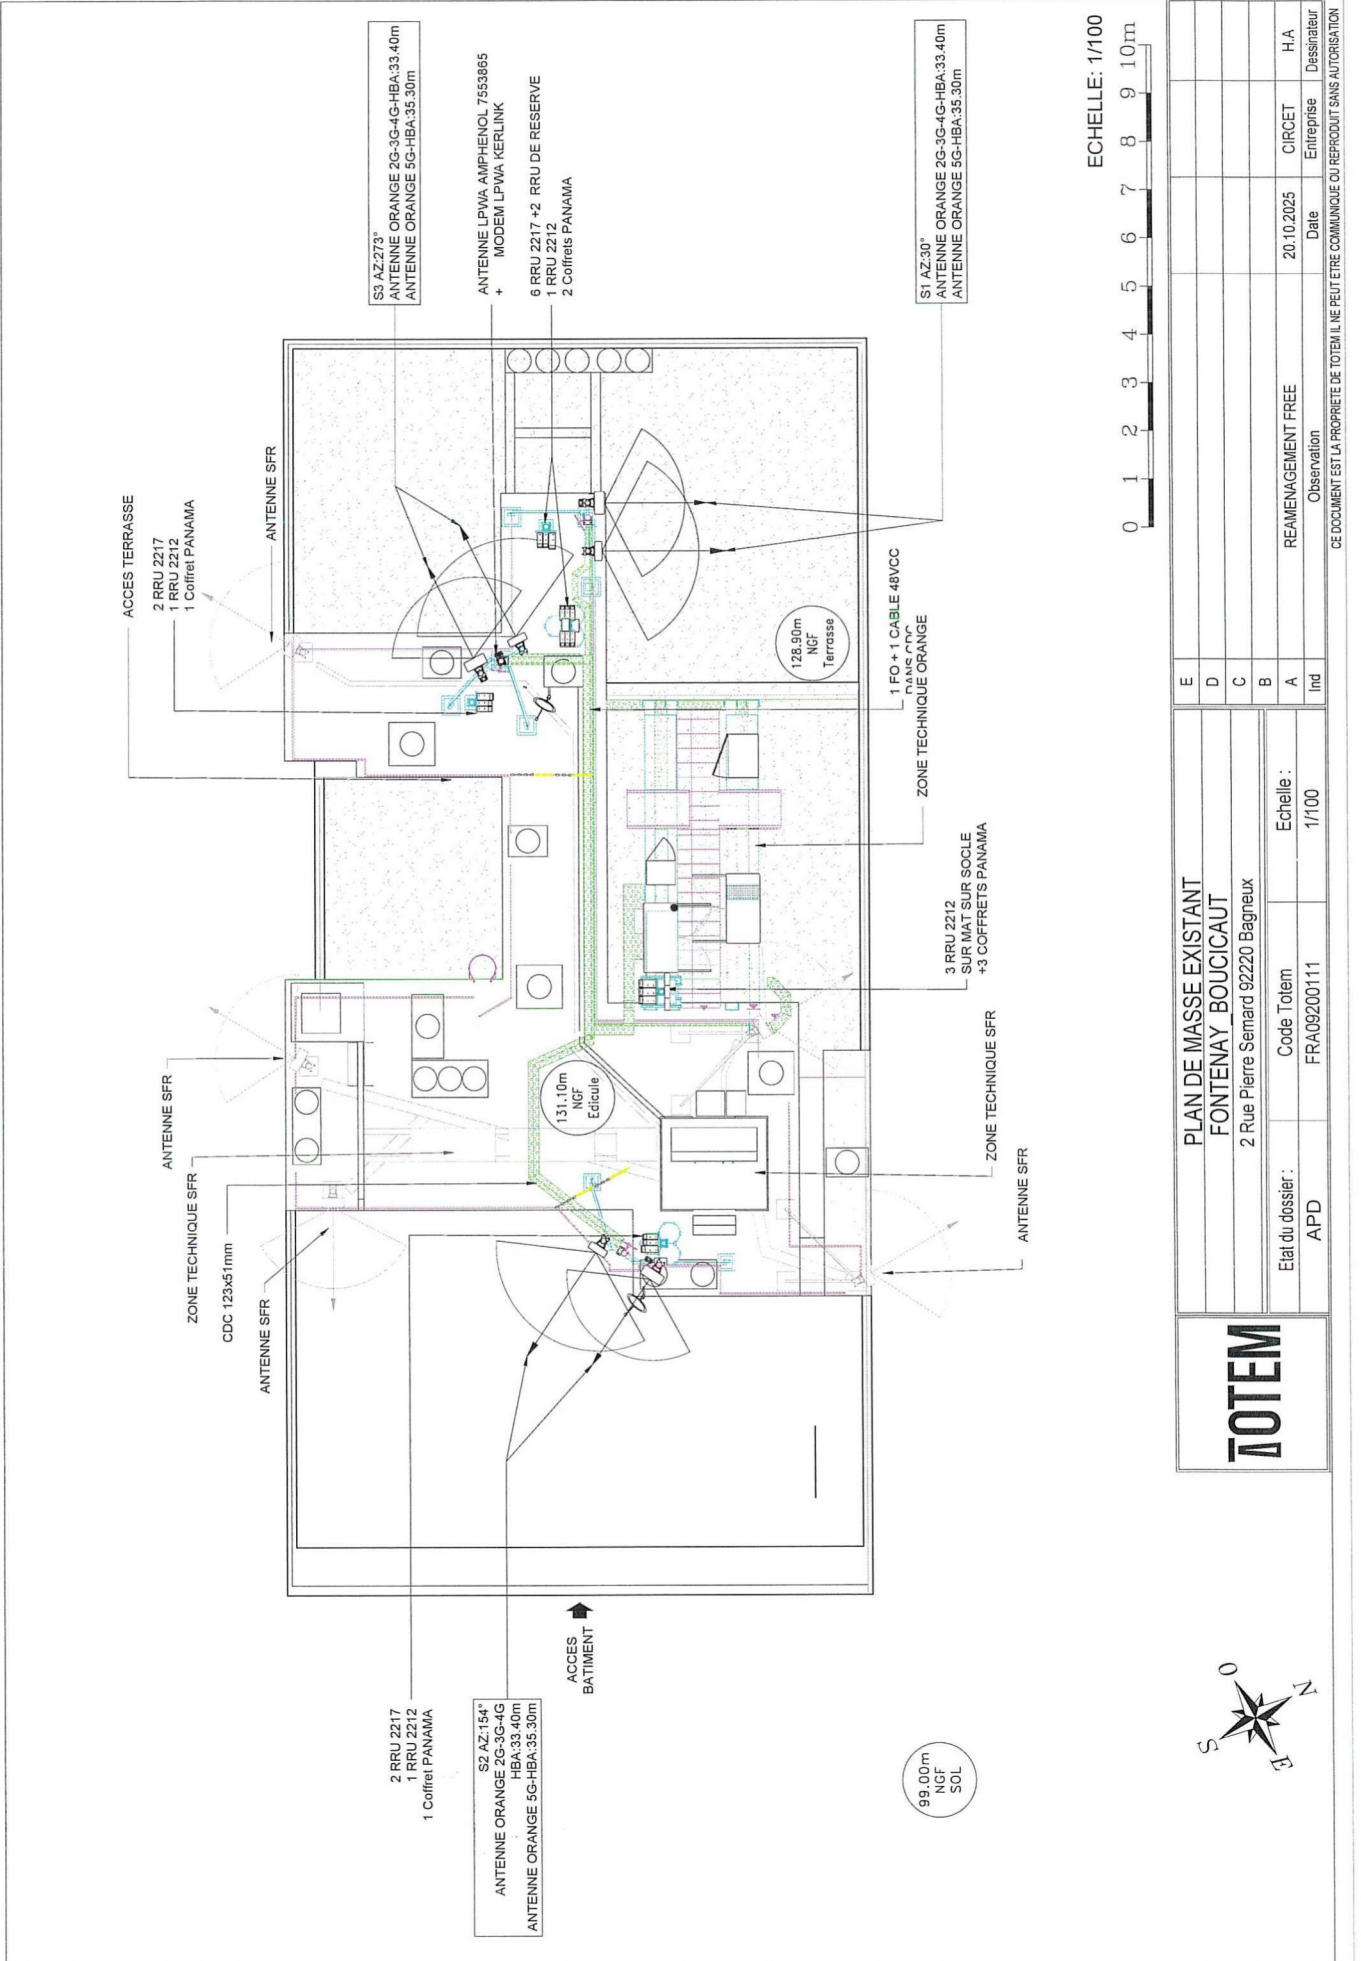 S3 AZ:273°
ANTENNE ORANGE 2G-3G-4G-HBA:33.40m
ANTENNE ORANGE 5G-HBA:35.30m
ANTENNE LPWA AMPHENOL 7553865
+
MODEM LPWA KERLINK
6 RRU 2217 +2 RRU DE RESERVE
1 RRU 2212
2 Coffrets PANAMA
S1 AZ:30°
ANTENNE ORANGE 2G-3G-4G-HBA:33.40m
ANTENNE ORANGE 5G-HBA:35.30m
ACCES TERRASSE
2 RRU 2217
1 RRU 2212
1 Coffret PANAMA
ANTENNE SFR
128.90m
NGF
Terrasse
1 FO + 1 CABLE 48VCC
DANS CDC
ZONE TECHNIQUE ORANGE
3 RRU 2212
SUR MAT SUR SOCLE
+3 COFFRETS PANAMA
ANTENNE SFR
ZONE TECHNIQUE SFR
CDC 123x51mm
ANTENNE SFR
131.10m
NGF
Edicule
ZONE TECHNIQUE SFR
ANTENNE SFR
2 RRU 2217
1 RRU 2212
1 Coffret PANAMA
S2 AZ:154°
ANTENNE ORANGE 2G-3G-4G
HBA:33.40m
ANTENNE ORANGE 5G-HBA:35.30m
ACCES
BATIMENT
99.00m
NGF
SOL
S
O
E
N
ECHELLE: 1/100
0 1 2 3 4 5 6 7 8 9 10m
TOTEM
PLAN DE MASSE EXISTANT
FONTENAY_BOUCICAUT
2 Rue Pierre Semard 92220 Bagneux
Etat du dossier :
Code Totem
Echelle :
APD
FRA09200111
1/100
E
D
C
B
A REAMENAGEMENT FREE 20.10.2025 CIRCET H.A
Ind Observation Date Entreprise Dessinateur
CE DOCUMENT EST LA PROPRIETE DE TOTEM IL NE PEUT ETRE COMMUNIQUE OU REPRODUIT SANS AUTORISATION